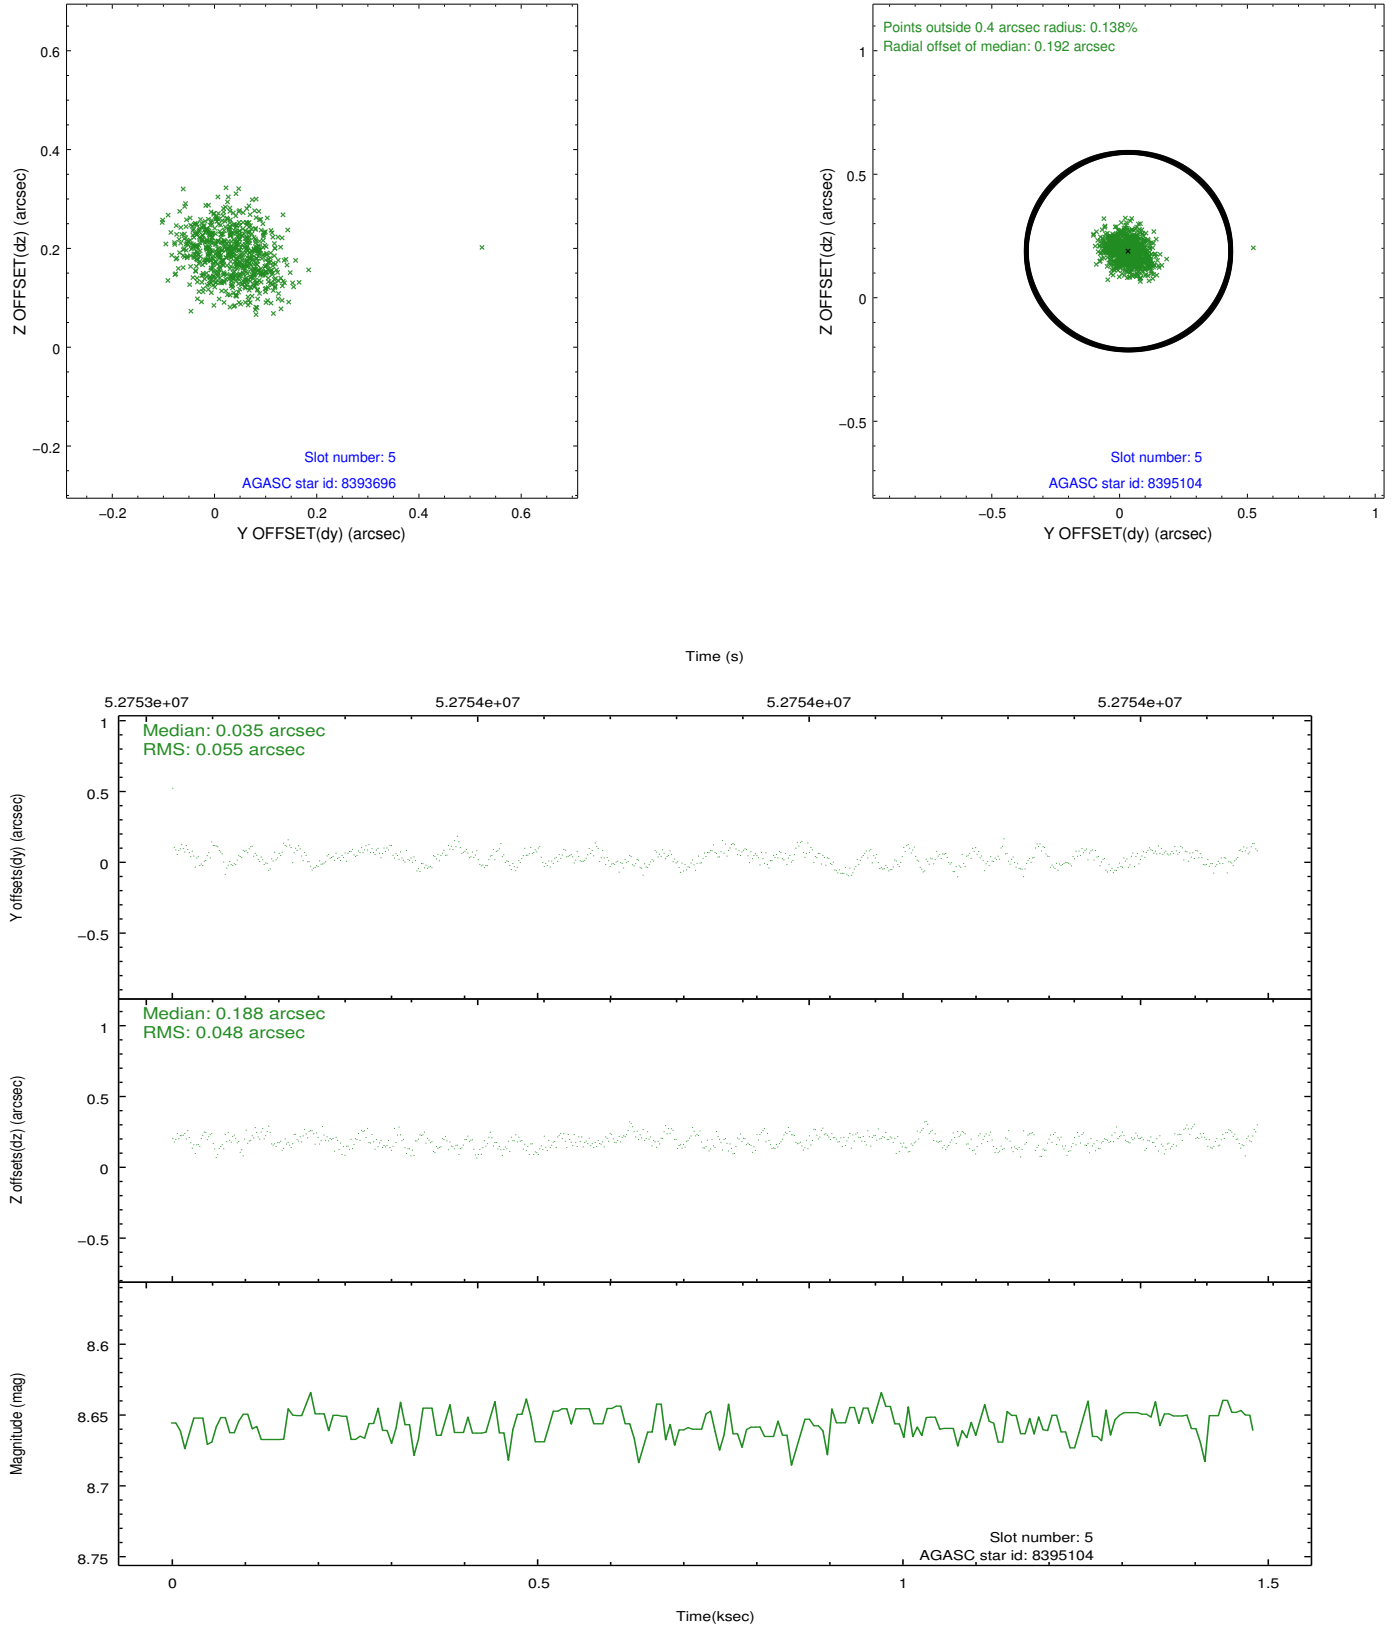 0.6
0.4
0.2
0
−0.2
Z OFFSET(dz) (arcsec)
Slot number: 5
AGASC star id: 8393696
−0.2
0
0.2
0.4
0.6
Y OFFSET(dy) (arcsec)
Points outside 0.4 arcsec radius: 0.138%
Radial offset of median: 0.192 arcsec
1
0.5
0
−0.5
Z OFFSET(dz) (arcsec)
Slot number: 5
AGASC star id: 8395104
−0.5
0
0.5
1
Y OFFSET(dy) (arcsec)
Time (s)
5.2753e+07
5.2754e+07
5.2754e+07
5.2754e+07
Median: 0.035 arcsec
RMS: 0.055 arcsec
1
0.5
0
−0.5
Y offsets(dy) (arcsec)
Median: 0.188 arcsec
RMS: 0.048 arcsec
1
0.5
0
−0.5
Z offsets(dz) (arcsec)
8.6
8.65
8.7
8.75
Magnitude (mag)
Slot number: 5
AGASC star id: 8395104
0
0.5
1
1.5
Time(ksec)